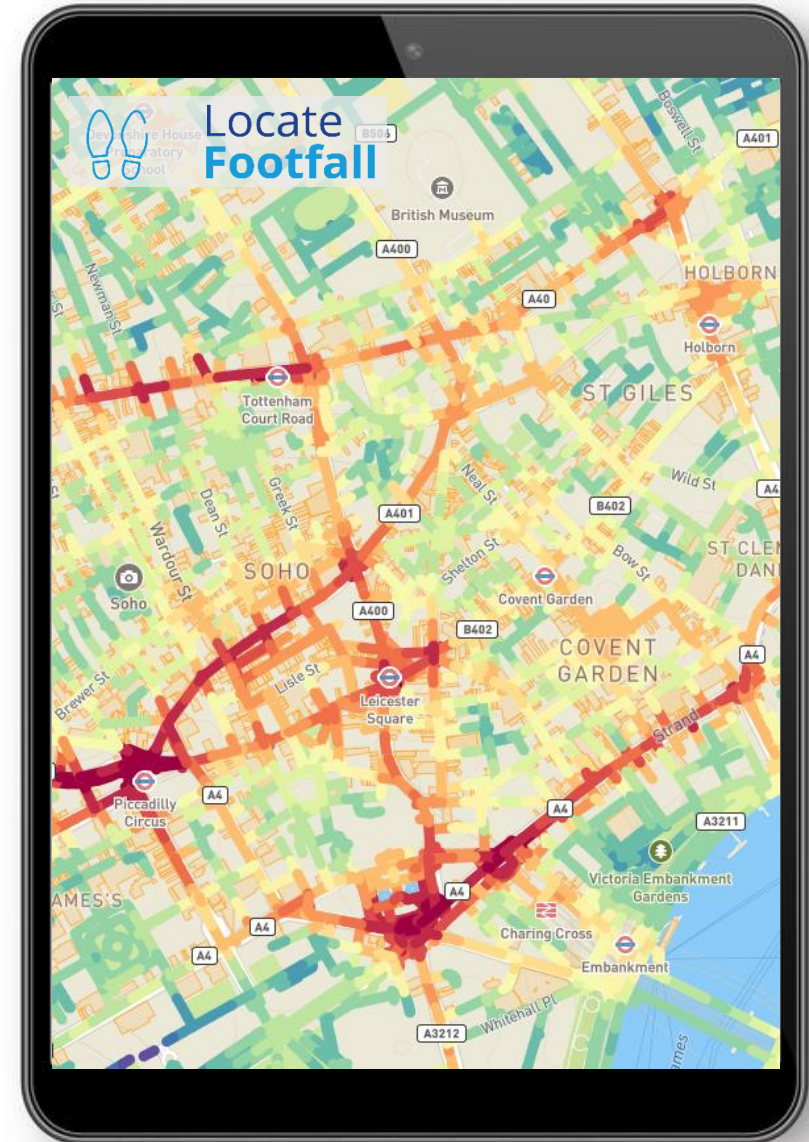 Locate
Footfall
Devonshire House
Preparatory
School
B506
Boswell St
A401
British Museum
A400
Newman St
HOLBORN
A40
Holborn
St
Tottenham
Court Road
ST GILES
Neal St
Wild St
St
Dean St
Greek St
A401
B402
A4
Wardour St
Shelton St
Bow St
ST CLEM
DANE
SOHO
Soho
Covent Garden
A400
B402
COVENT
GARDEN
A4
Lisle St
Brewer St
Leicester
Square
Strand
Piccadilly
Circus
A4
A4
A3211
Victoria Embankment
Gardens
AMES'S
A4
A4
Charing Cross
A4
Embankment
Whitehall Pl
A3212
ames